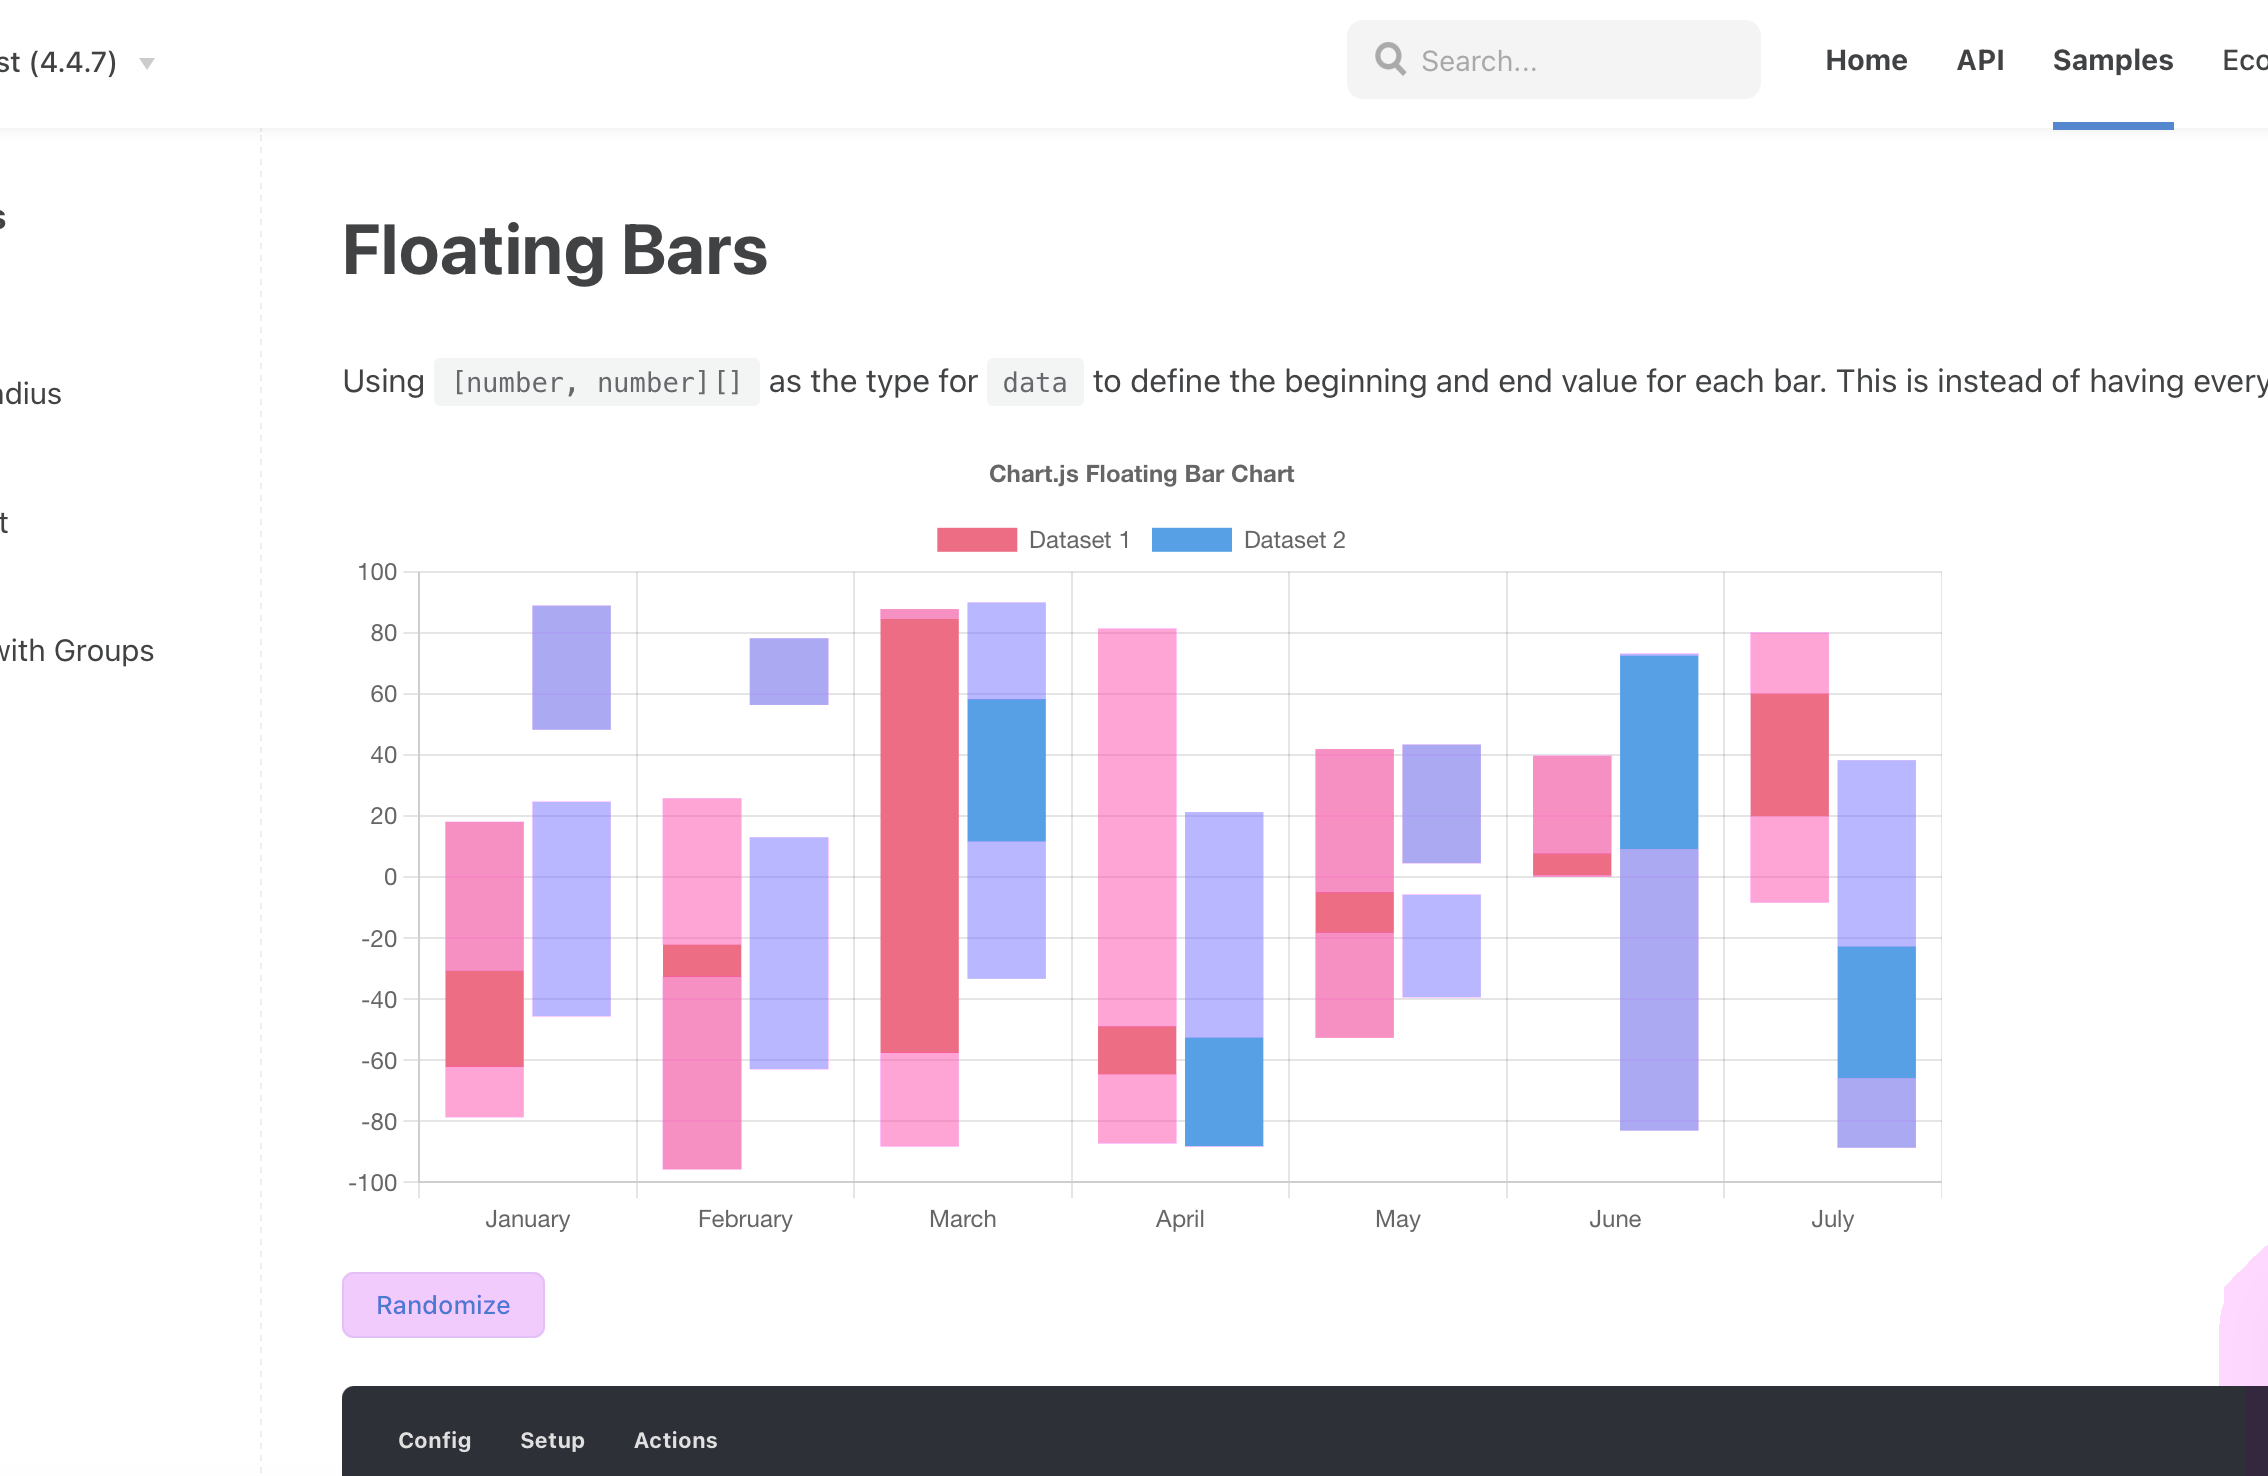 st (4.4.7)
Search...
Home API Samples Eco
s
Floating Bars
dius
Using [number, number][] as the type for data to define the beginning and end value for each bar. This is instead of having every
Chart.js Floating Bar Chart
t
Dataset 1 Dataset 2
100
80
with Groups
60
40
20
0
-20
-40
-60
-80
-100
January February March April May June July
Randomize
Config Setup Actions